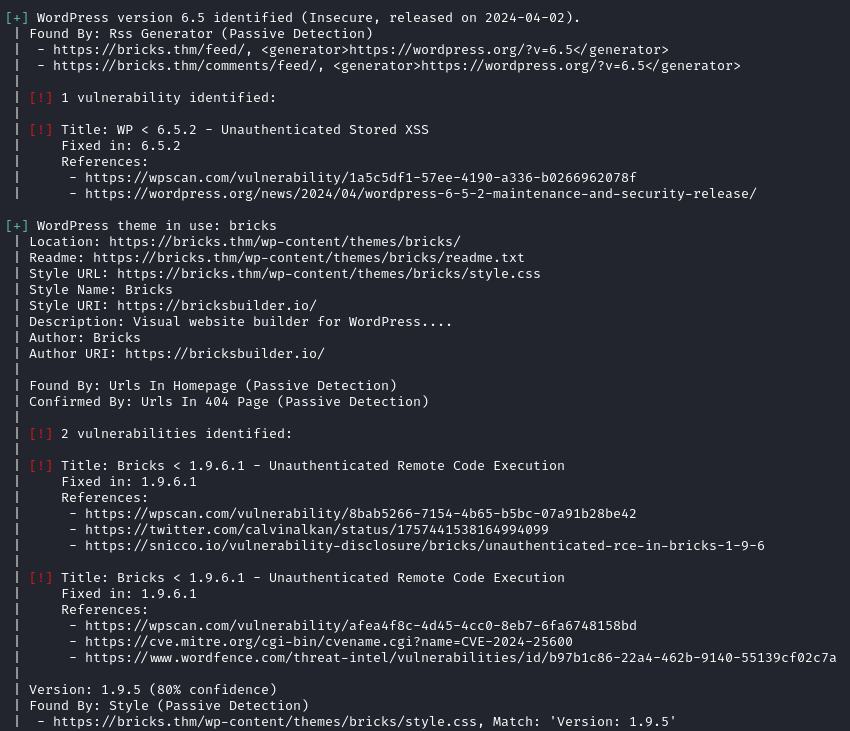 [+] WordPress version 6.5 identified (Insecure, released on 2024-04-02).
| Found By: Rss Generator (Passive Detection)
|  - https://bricks.thm/feed/, <generator>https://wordpress.org/?v=6.5</generator>
|  - https://bricks.thm/comments/feed/, <generator>https://wordpress.org/?v=6.5</generator>
|
| [!] 1 vulnerability identified:
|
| [!] Title: WP < 6.5.2 - Unauthenticated Stored XSS
|     Fixed in: 6.5.2
|     References:
|      - https://wpscan.com/vulnerability/1a5c5df1-57ee-4190-a336-b0266962078f
|      - https://wordpress.org/news/2024/04/wordpress-6-5-2-maintenance-and-security-release/

[+] WordPress theme in use: bricks
| Location: https://bricks.thm/wp-content/themes/bricks/
| Readme: https://bricks.thm/wp-content/themes/bricks/readme.txt
| Style URL: https://bricks.thm/wp-content/themes/bricks/style.css
| Style Name: Bricks
| Style URI: https://bricksbuilder.io/
| Description: Visual website builder for WordPress....
| Author: Bricks
| Author URI: https://bricksbuilder.io/
|
| Found By: Urls In Homepage (Passive Detection)
| Confirmed By: Urls In 404 Page (Passive Detection)
|
| [!] 2 vulnerabilities identified:
|
| [!] Title: Bricks < 1.9.6.1 - Unauthenticated Remote Code Execution
|     Fixed in: 1.9.6.1
|     References:
|      - https://wpscan.com/vulnerability/8bab5266-7154-4b65-b5bc-07a91b28be42
|      - https://twitter.com/calvinalkan/status/1757441538164994099
|      - https://snicco.io/vulnerability-disclosure/bricks/unauthenticated-rce-in-bricks-1-9-6
|
| [!] Title: Bricks < 1.9.6.1 - Unauthenticated Remote Code Execution
|     Fixed in: 1.9.6.1
|     References:
|      - https://wpscan.com/vulnerability/afea4f8c-4d45-4cc0-8eb7-6fa6748158bd
|      - https://cve.mitre.org/cgi-bin/cvename.cgi?name=CVE-2024-25600
|      - https://www.wordfence.com/threat-intel/vulnerabilities/id/b97b1c86-22a4-462b-9140-55139cf02c7a
|
| Version: 1.9.5 (80% confidence)
| Found By: Style (Passive Detection)
|  - https://bricks.thm/wp-content/themes/bricks/style.css, Match: 'Version: 1.9.5'